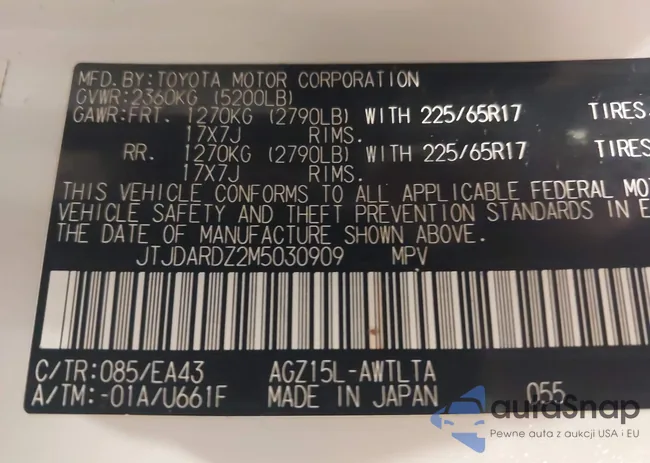 MFD. BY: TOYOTA MOTOR CORPORATION
GVWR: 2360KG (5200LB)
GAWR: FRT. 1270KG (2790LB) WITH 225/65R17 TIRES,
17X7J RIMS.
RR. 1270KG (2790LB) WITH 225/65R17 TIRES
17X7J RIMS.
THIS VEHICLE CONFORMS TO ALL APPLICABLE FEDERAL MO
VEHICLE SAFETY AND THEFT PREVENTION STANDARDS IN E
THE DATE OF MANUFACTURE SHOWN ABOVE.
JTJDARDZ2M5030909 MPV
C/TR: 085/EA43 AGZ15L-AWTLTA
A/TM: -01A/U661F MADE IN JAPAN 055
auraSnap
Pewne auta z aukcji USA i EU